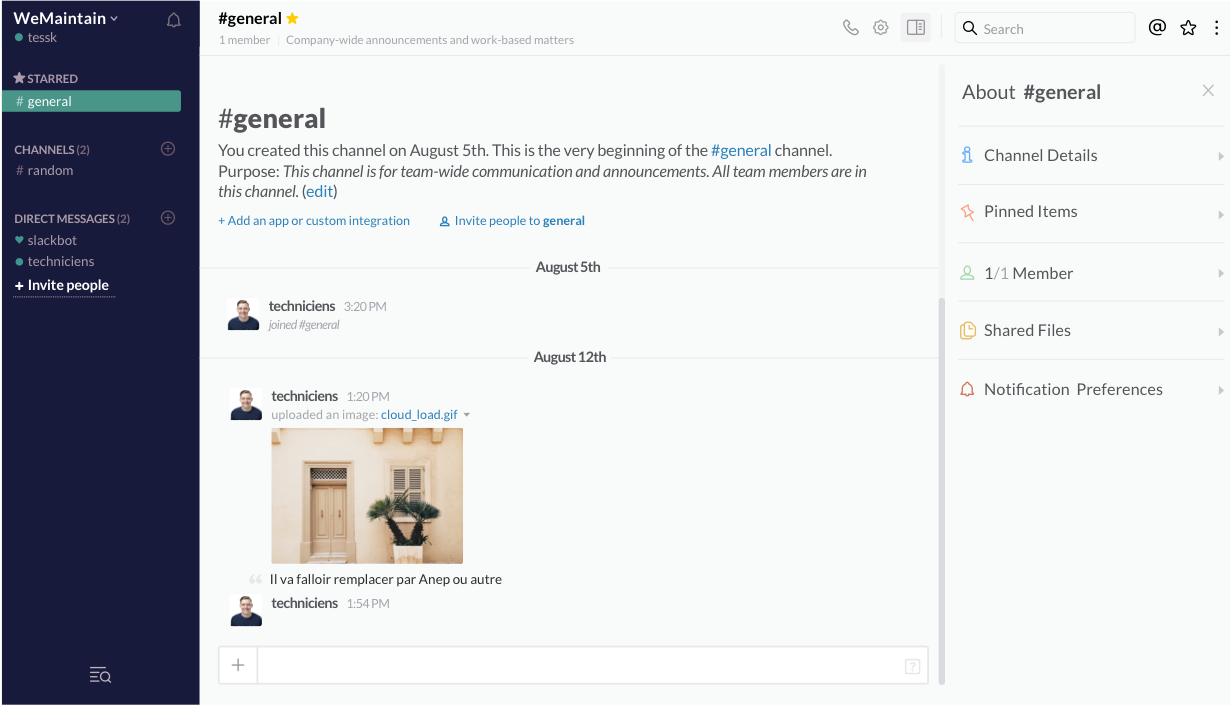 WeMaintain
tessk
STARRED
# general
CHANNELS (2)
# random
DIRECT MESSAGES (2)
slackbot
techniciens
+ Invite people
#general
1 member | Company-wide announcements and work-based matters
Search
#general
You created this channel on August 5th. This is the very beginning of the #general channel.
Purpose: This channel is for team-wide communication and announcements. All team members are in
this channel. (edit)
+ Add an app or custom integration Invite people to general
August 5th
techniciens 3:20 PM
joined #general
August 12th
techniciens 1:20 PM
uploaded an image: cloud_load.gif
Il va falloir remplacer par Anep ou autre
techniciens 1:54 PM
About #general
Channel Details
Pinned Items
1/1 Member
Shared Files
Notification Preferences